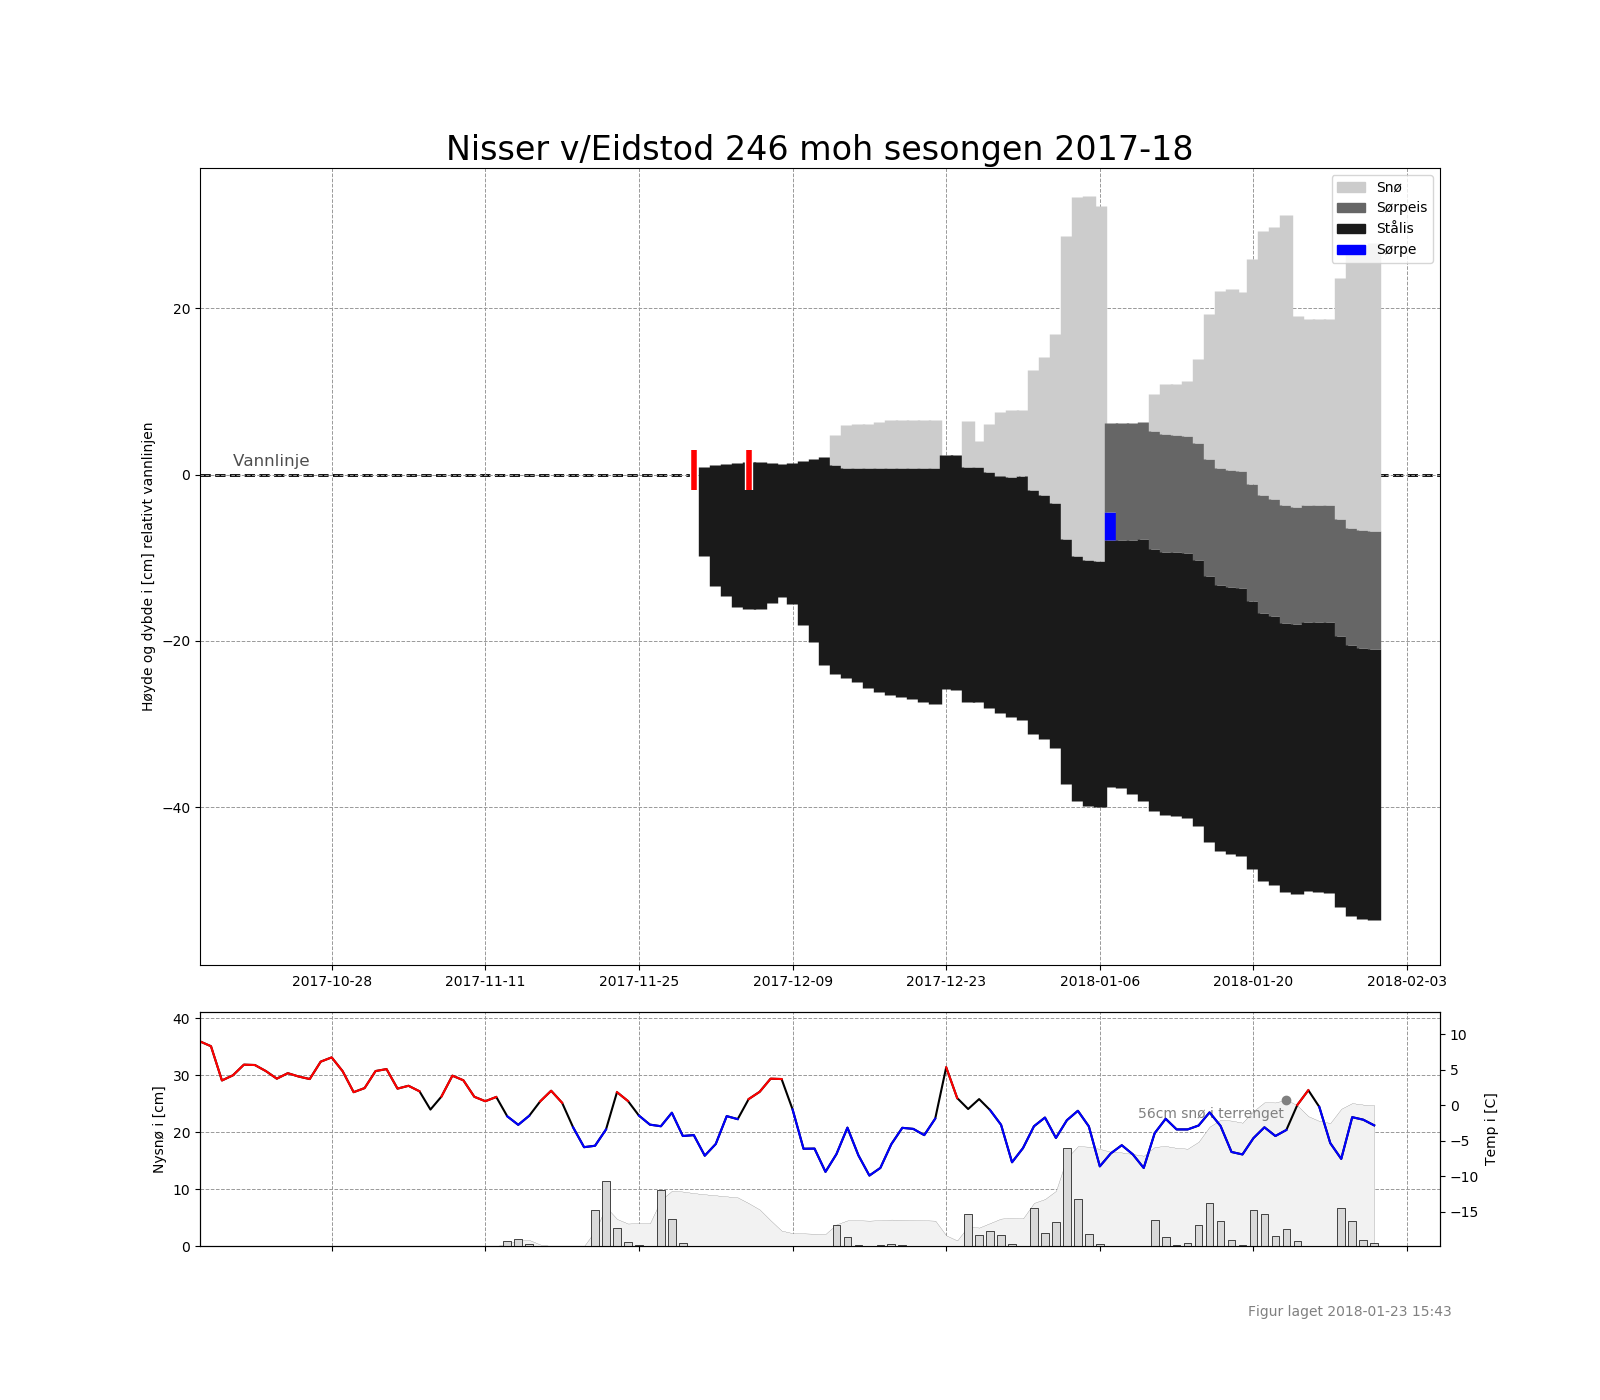 Nisser v/Eidstod 246 moh sesongen 2017-18
Snø
Sørpeis
Stålis
Sørpe
Høyde og dybde i [cm] relativt vannlinjen
20
0
−20
−40
Vannlinje
2017-10-28 2017-11-11 2017-11-25 2017-12-09 2017-12-23 2018-01-06 2018-01-20 2018-02-03
Nysnø i [cm]
40
30
20
10
0
56cm snø i terrenget
10
5
0
−5
−10
−15
Temp i [C]
Figur laget 2018-01-23 15:43